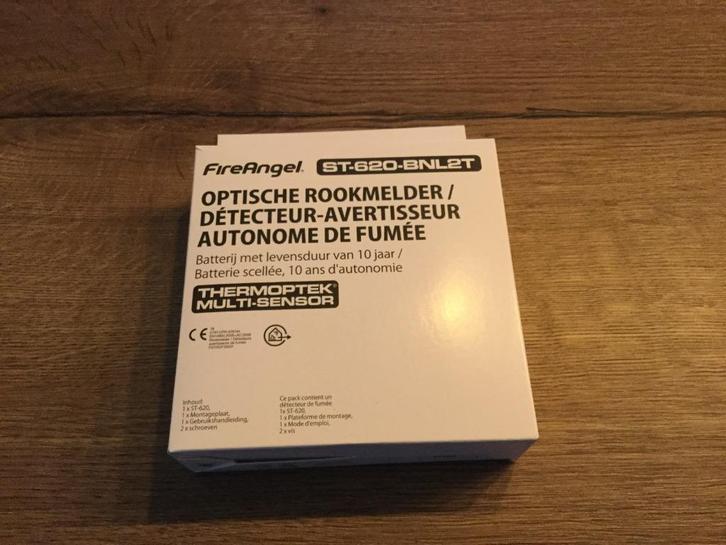 FireAngel
ST-620-BNL2T
OPTISCHE ROOKMELDER /
DÉTECTEUR-AVERTISSEUR
AUTONOME DE FUMÉE
Batterij met levensduur van 10 jaar /
Batterie scellée, 10 ans d'autonomie
THERMOPTEK®
MULTI-SENSOR
CE
Inhoud:
1 x ST-620,
1 x Montageplaat,
1 x Gebruikshandleiding,
2 x schroeven
Ce pack contient un
détecteur de fumée
1x ST-620,
1 x Plateforme de montage,
1 x Mode d'emploi,
2 x vis